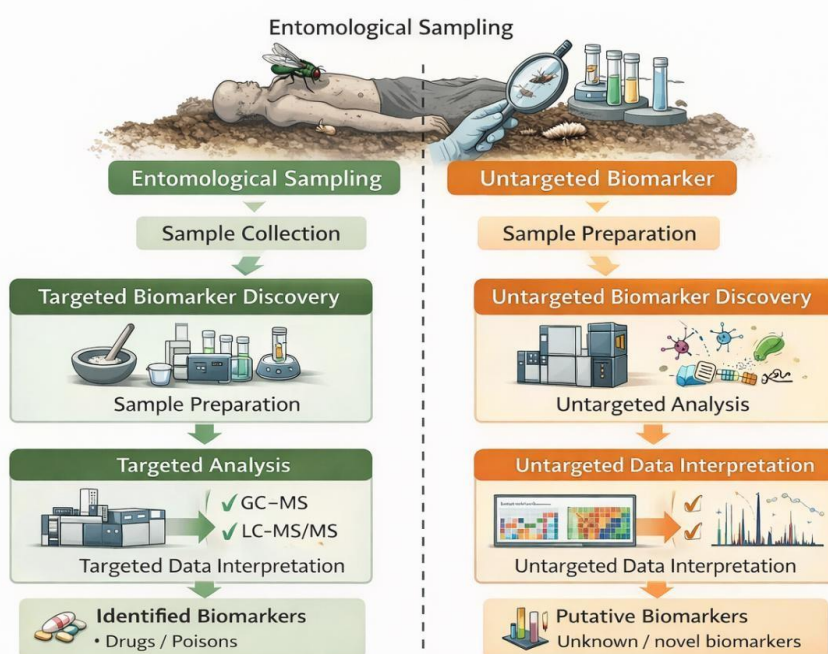 Entomological Sampling
Entomological Sampling
Sample Collection
Targeted Biomarker Discovery
Sample Preparation
Targeted Analysis
✓ GC–MS
✓ LC-MS/MS
Targeted Data Interpretation
Identified Biomarkers
• Drugs / Poisons
Untargeted Biomarker
Sample Preparation
Untargeted Biomarker Discovery
Untargeted Analysis
Untargeted Data Interpretation
Untargeted Data Interpretation
Putative Biomarkers
Unknown / novel biomarkers